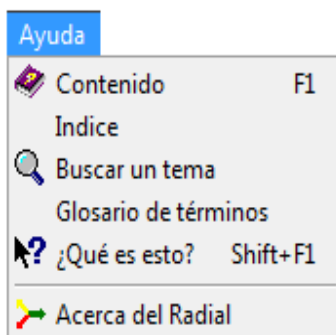 Ayuda
Contenido F1
Indice
Buscar un tema
Glosario de términos
¿Qué es esto? Shift+F1
Acerca del Radial